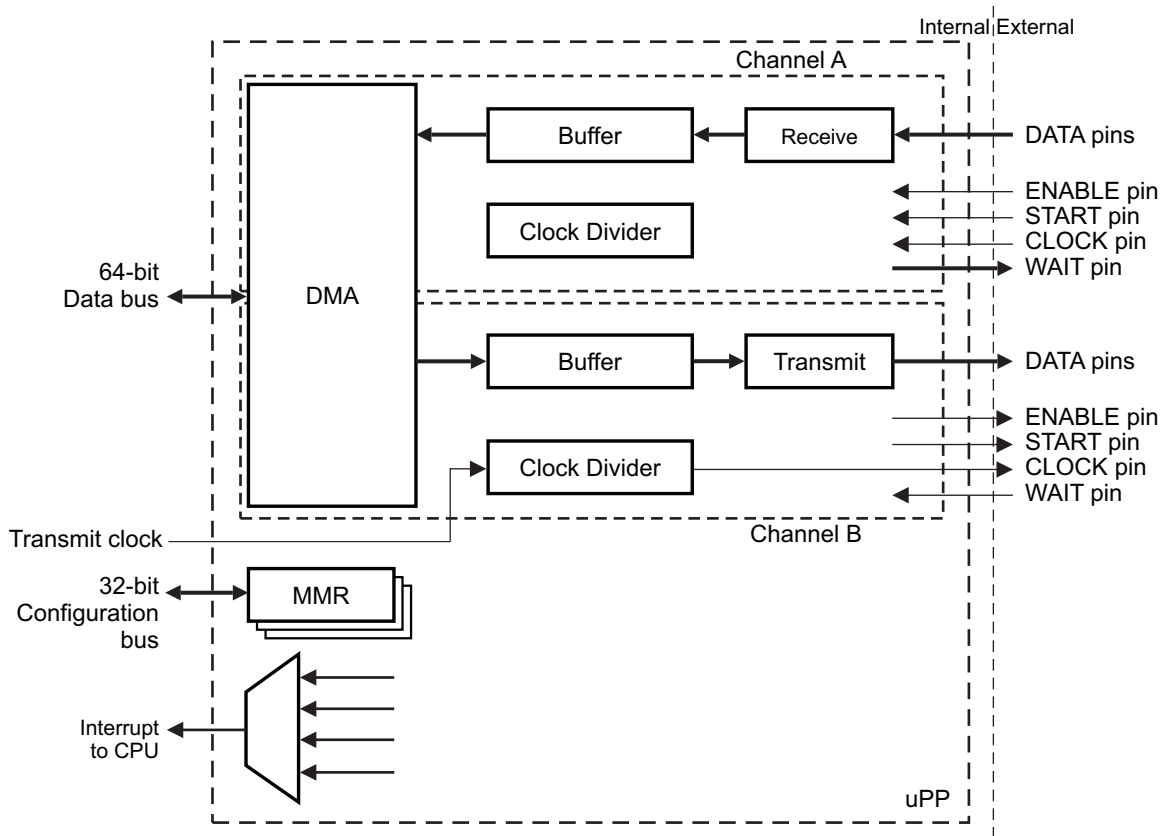 Internal External
Channel A
Buffer
Receive
DATA pins
ENABLE pin
START pin
CLOCK pin
WAIT pin
Clock Divider
64-bit
Data bus
DMA
Buffer
Transmit
DATA pins
ENABLE pin
START pin
CLOCK pin
WAIT pin
Clock Divider
Channel B
Transmit clock
32-bit
Configuration
bus
MMR
Interrupt
to CPU
uPP